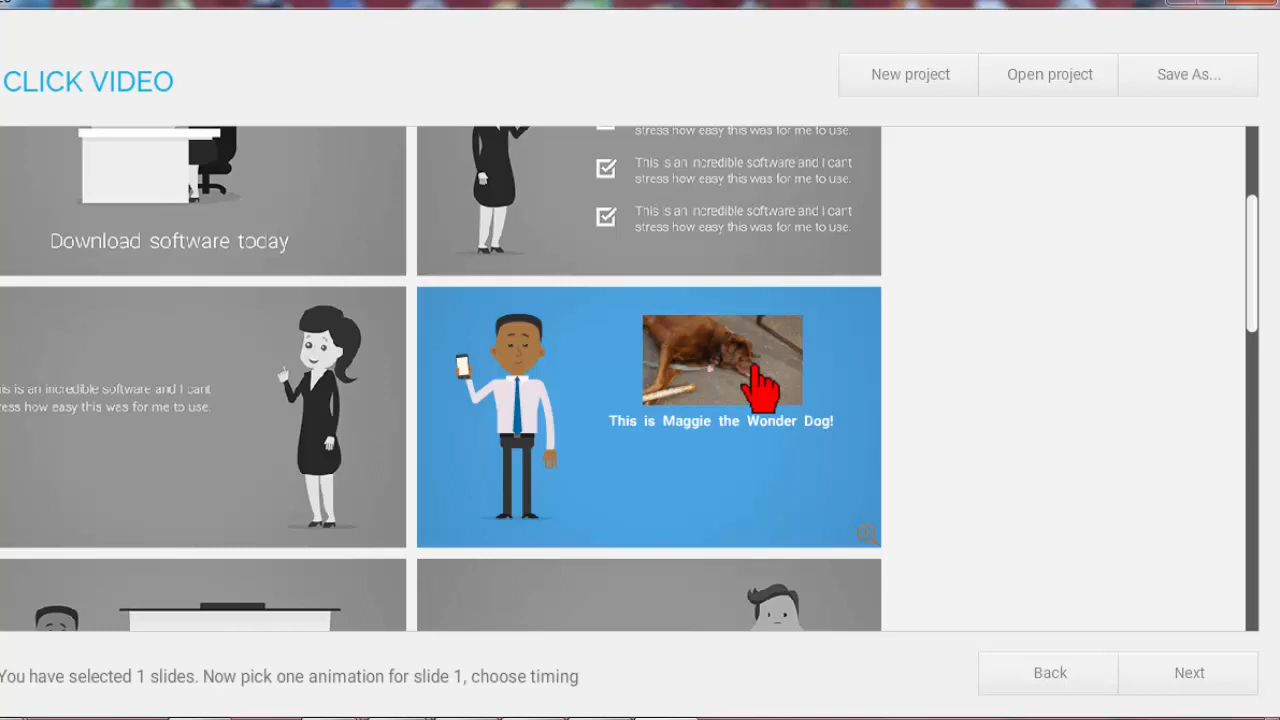 CLICK VIDEO
New project
Open project
Save As...
stress how easy this was for me to use.
This is an incredible software and I cant
stress how easy this was for me to use.
This is an incredible software and I cant
stress how easy this was for me to use.
Download software today
is is an incredible software and I cant
ress how easy this was for me to use.
This is Maggie the Wonder Dog!
You have selected 1 slides. Now pick one animation for slide 1, choose timing
Back
Next